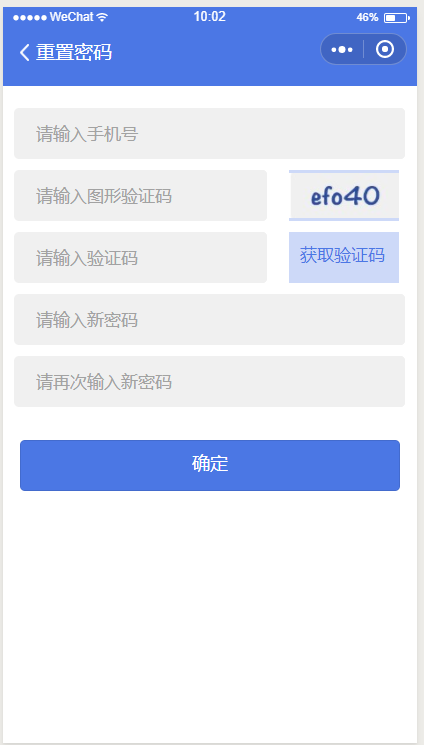 WeChat 10:02 46%
重置密码
请输入手机号
请输入图形验证码 efo40
请输入验证码 获取验证码
请输入新密码
请再次输入新密码
确定